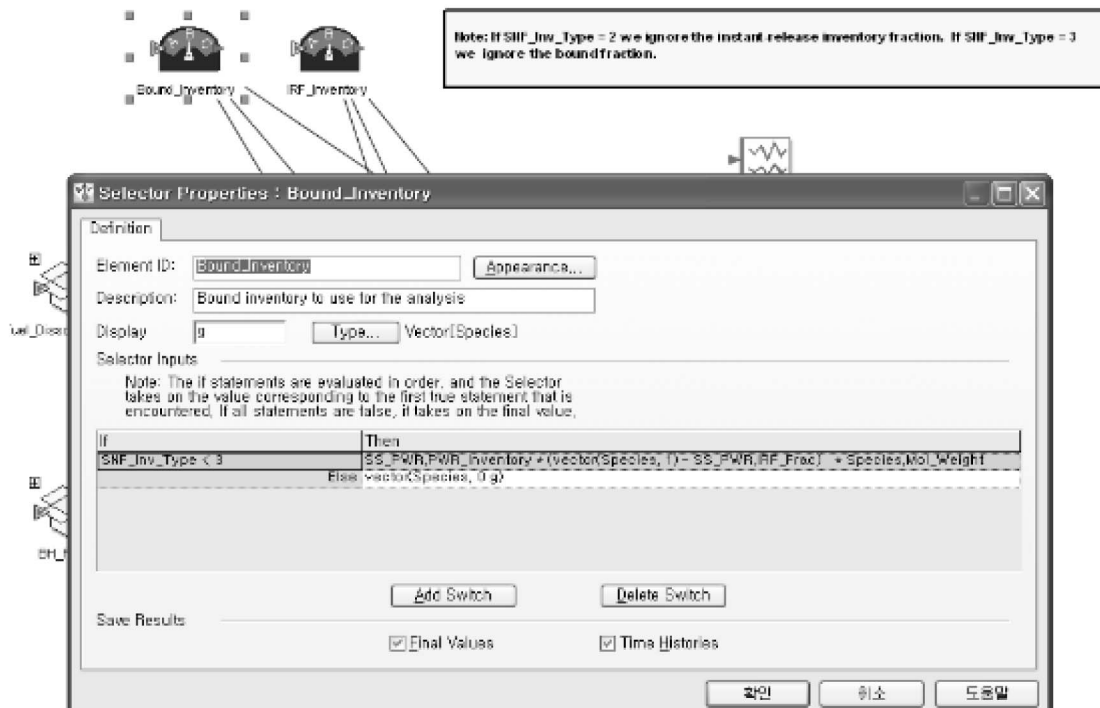 Note: If SNF_Inv_Type = 2 we ignore the instant-release inventory fraction. If SNF_Inv_Type = 3
we ignore the bound fraction.
Bound_Inventory
IRF_Inventory
Selector Properties : Bound_Inventory
Definition
Element ID:
Bound_Inventory
Appearance...
Description:
Bound inventory to use for the analysis
Display
g
Type...
Vector[Species]
Selector Inputs
Note: The if statements are evaluated in order, and the Selector
takes on the value corresponding to the first true statement that is
encountered. If all statements are false, it takes on the final value.
If
Then
SNF_Inv_Type < 3
SS_PWR.PWR_Inventory *(vector(Species, 1) - SS_PWR.IRF_Frac) * Species.Mol_Weight
Else
vector(Species, 0 g)
Add Switch
Delete Switch
Save Results
Final Values
Time Histories
확인
취소
도움말